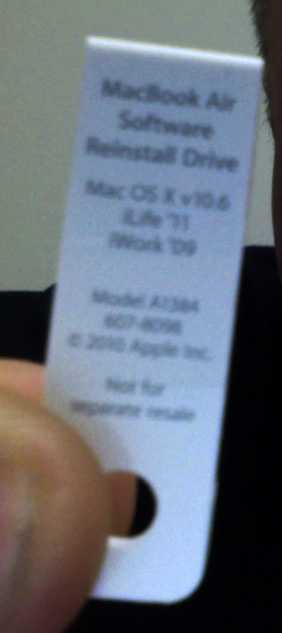 MacBook Air
Software
Reinstall Drive
Mac OS X v10.6
iLife '11
iWork '09
Model A1384
607-8098
© 2010 Apple Inc.
Not for
separate resale